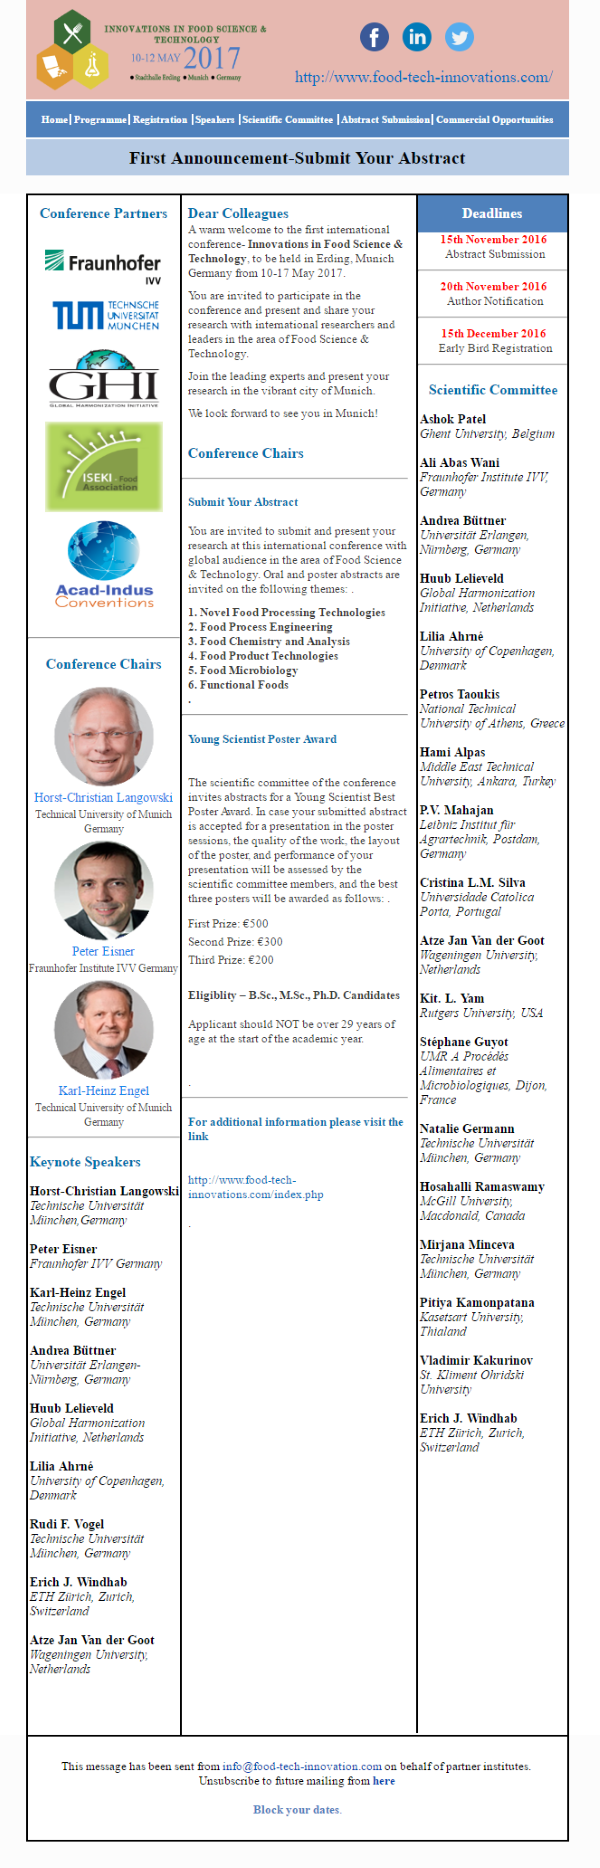 INNOVATIONS IN FOOD SCIENCE &
TECHNOLOGY
10-12 MAY 2017
● Stadthalle Erding ● Munich ● Germany
http://www.food-tech-innovations.com/
Home| Programme| Registration |Speakers |Scientific Committee |Abstract Submission| Commercial Opportunities
First Announcement-Submit Your Abstract
Conference Partners
Fraunhofer
IVV
TUM TECHNISCHE
UNIVERSITÄT
MÜNCHEN
GHI
GLOBAL HARMONIZATION INITIATIVE
ISEKI - Food
Association
Acad-Indus
Conventions
Conference Chairs
Horst-Christian Langowski
Technical University of Munich
Germany
Peter Eisner
Fraunhofer Institute IVV Germany
Karl-Heinz Engel
Technical University of Munich
Germany
Keynote Speakers
Horst-Christian Langowski
Technische Universität
München,Germany
Peter Eisner
Fraunhofer IVV Germany
Karl-Heinz Engel
Technische Universität
München, Germany
Andrea Büttner
Universität Erlangen-
Nürnberg, Germany
Huub Lelieveld
Global Harmonization
Initiative, Netherlands
Lilia Ahrné
University of Copenhagen,
Denmark
Rudi F. Vogel
Technische Universität
München, Germany
Erich J. Windhab
ETH Zürich, Zurich,
Switzerland
Atze Jan Van der Goot
Wageningen University,
Netherlands
Dear Colleagues
A warm welcome to the first international
conference- Innovations in Food Science &
Technology, to be held in Erding, Munich
Germany from 10-17 May 2017.
You are invited to participate in the
conference and present and share your
research with international researchers and
leaders in the area of Food Science &
Technology.
Join the leading experts and present your
research in the vibrant city of Munich.
We look forward to see you in Munich!
Conference Chairs
Submit Your Abstract
You are invited to submit and present your
research at this international conference with
global audience in the area of Food Science
& Technology. Oral and poster abstracts are
invited on the following themes: .
1. Novel Food Processing Technologies
2. Food Process Engineering
3. Food Chemistry and Analysis
4. Food Product Technologies
5. Food Microbiology
6. Functional Foods
.
Young Scientist Poster Award
The scientific committee of the conference
invites abstracts for a Young Scientist Best
Poster Award. In case your submitted abstract
is accepted for a presentation in the poster
sessions, the quality of the work, the layout
of the poster, and performance of your
presentation will be assessed by the
scientific committee members, and the best
three posters will be awarded as follows: .
First Prize: €500
Second Prize: €300
Third Prize: €200
Eligiblity – B.Sc., M.Sc., Ph.D. Candidates
Applicant should NOT be over 29 years of
age at the start of the academic year.
.
For additional information please visit the
link
http://www.food-tech-
innovations.com/index.php
.
Deadlines
15th November 2016
Abstract Submission
20th November 2016
Author Notification
15th December 2016
Early Bird Registration
Scientific Committee
Ashok Patel
Ghent University, Belgium
Ali Abas Wani
Fraunhofer Institute IVV,
Germany
Andrea Büttner
Universität Erlangen,
Nürnberg, Germany
Huub Lelieveld
Global Harmonization
Initiative, Netherlands
Lilia Ahrné
University of Copenhagen,
Denmark
Petros Taoukis
National Technical
University of Athens, Greece
Hami Alpas
Middle East Technical
University, Ankara, Turkey
P.V. Mahajan
Leibniz Institut für
Agrartechnik, Postdam,
Germany
Cristina L.M. Silva
Universidade Catolica
Porta, Portugal
Atze Jan Van der Goot
Wageningen University,
Netherlands
Kit. L. Yam
Rutgers University, USA
Stéphane Guyot
UMR A Procédés
Alimentaires et
Microbiologiques, Dijon,
France
Natalie Germann
Technische Universität
München, Germany
Hosahalli Ramaswamy
McGill University,
Macdonald, Canada
Mirjana Minceva
Technische Universität
München, Germany
Pitiya Kamonpatana
Kasetsart University,
Thialand
Vladimir Kakurinov
St. Kliment Ohridski
University
Erich J. Windhab
ETH Zürich, Zurich,
Switzerland
This message has been sent from info@food-tech-innovation.com on behalf of partner institutes.
Unsubscribe to future mailing from here
Block your dates.